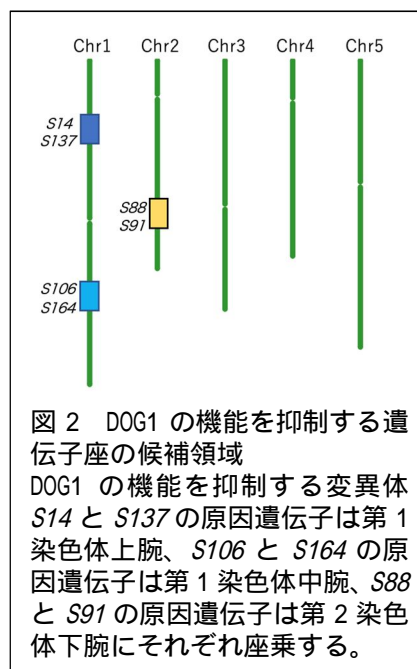 Chr1 Chr2 Chr3 Chr4 Chr5
S14
S137
S88
S91
S106
S164
図 2 DOG1 の機能を抑制する遺
伝子座の候補領域
DOG1 の機能を抑制する変異体
S14 と S137 の原因遺伝子は第 1
染色体上腕、S106 と S164 の原
因遺伝子は第 1 染色体中腕、S88
と S91 の原因遺伝子は第 2 染色
体下腕にそれぞれ座乗する。